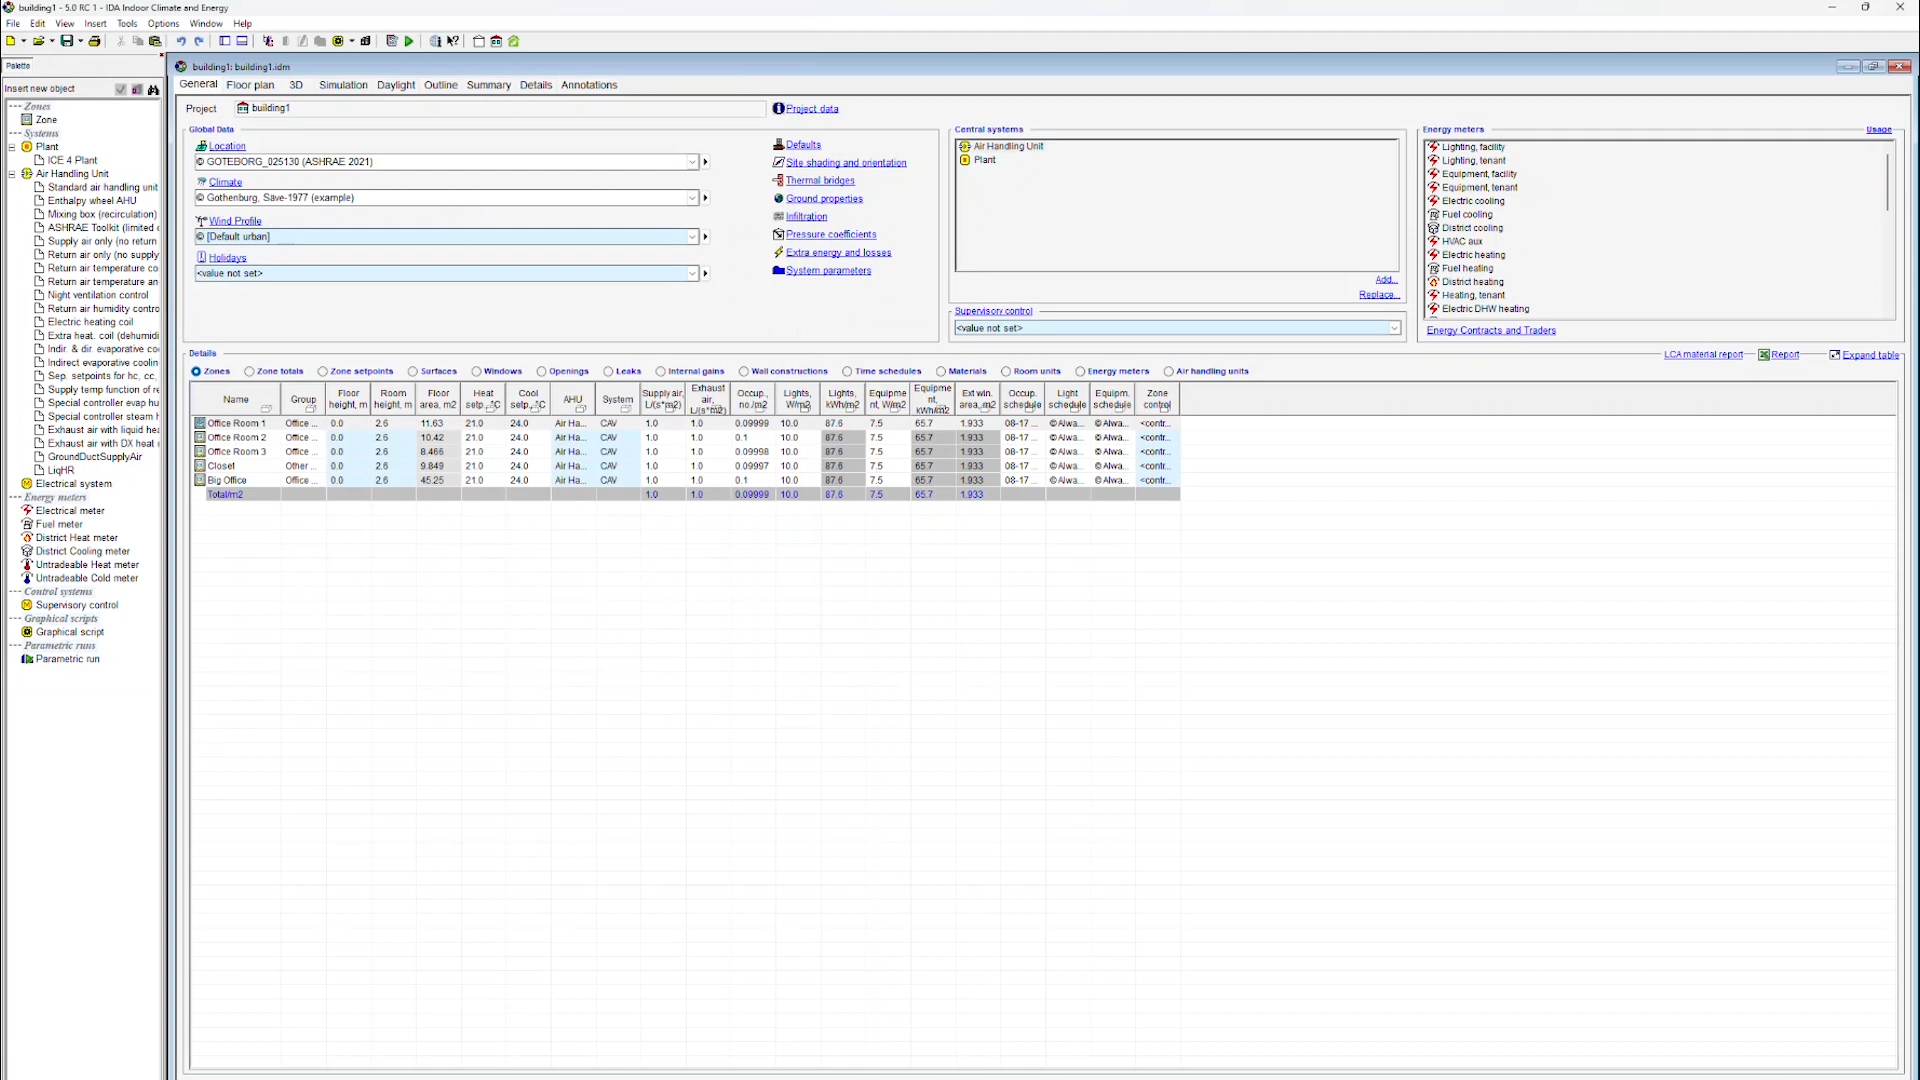 building1 - 5.0 RC 1 - IDA Indoor Climate and Energy
File Edit View Insert Tools Options Window Help
Palette
Insert new object
--- Zones
Zone
--- Systems
Plant
ICE 4 Plant
Air Handling Unit
Standard air handling unit
Enthalpy wheel AHU
Mixing box (recirculation)
ASHRAE Toolkit (limited
Supply air only (no return
Return air only (no supply
Return air temperature co
Return air temperature an
Night ventilation control
Return air humidity contro
Electric heating coil
Extra heat. coil (dehumidi
Indir. & dir. evaporative co
Indirect evaporative coolin
Sep. setpoints for hc, cc,
Supply temp function of re
Special controller evap hu
Special controller steam h
Exhaust air with liquid hea
Exhaust air with DX heat
GroundDuctSupplyAir
LiqHR
Electrical system
--- Energy meters
Electrical meter
Fuel meter
District Heat meter
District Cooling meter
Untradeable Heat meter
Untradeable Cold meter
--- Control systems
Supervisory control
--- Graphical scripts
Graphical script
--- Parametric runs
Parametric run
building1: building1.idm
General Floor plan 3D Simulation Daylight Outline Summary Details Annotations
Project building1 Project data
Global Data
Location
© GOTEBORG_025130 (ASHRAE 2021)
Climate
© Gothenburg, Säve-1977 (example)
Wind Profile
© [Default urban]
Holidays
<value not set>
Defaults
Site shading and orientation
Thermal bridges
Ground properties
Infiltration
Pressure coefficients
Extra energy and losses
System parameters
Central systems
Air Handling Unit
Plant
Add...
Replace...
Supervisory control
<value not set>
Energy meters Usage
Lighting, facility
Lighting, tenant
Equipment, facility
Equipment, tenant
Electric cooling
Fuel cooling
District cooling
HVAC aux
Electric heating
Fuel heating
District heating
Heating, tenant
Electric DHW heating
Energy Contracts and Traders
Details LCA material report Report Expand table
Zones Zone totals Zone setpoints Surfaces Windows Openings Leaks Internal gains Wall constructions Time schedules Materials Room units Energy meters Air handling units
Name Group Floor height, m Room height, m Floor area, m2 Heat setp., °C Cool setp., °C AHU System Supply air, L/(s*m2) Exhaust air, L/(s*m2) Occup., no./m2 Lights, W/m2 Lights, kWh/m2 Equipme nt, W/m2 Equipme nt, kWh/m2 Ext win. area, m2 Occup. schedule Light schedule Equipm. schedule Zone control
Office Room 1 Office ... 0.0 2.6 11.63 21.0 24.0 Air Ha... CAV 1.0 1.0 0.09999 10.0 87.6 7.5 65.7 1.933 08-17 ... ©Alwa... ©Alwa... <contr...
Office Room 2 Office ... 0.0 2.6 10.42 21.0 24.0 Air Ha... CAV 1.0 1.0 0.1 10.0 87.6 7.5 65.7 1.933 08-17 ... ©Alwa... ©Alwa... <contr...
Office Room 3 Office ... 0.0 2.6 8.466 21.0 24.0 Air Ha... CAV 1.0 1.0 0.09998 10.0 87.6 7.5 65.7 1.933 08-17 ... ©Alwa... ©Alwa... <contr...
Closet Other ... 0.0 2.6 9.849 21.0 24.0 Air Ha... CAV 1.0 1.0 0.09997 10.0 87.6 7.5 65.7 1.933 08-17 ... ©Alwa... ©Alwa... <contr...
Big Office Office ... 0.0 2.6 45.25 21.0 24.0 Air Ha... CAV 1.0 1.0 0.1 10.0 87.6 7.5 65.7 1.933 08-17 ... ©Alwa... ©Alwa... <contr...
Total/m2 1.0 1.0 0.09999 10.0 87.6 7.5 65.7 1.933